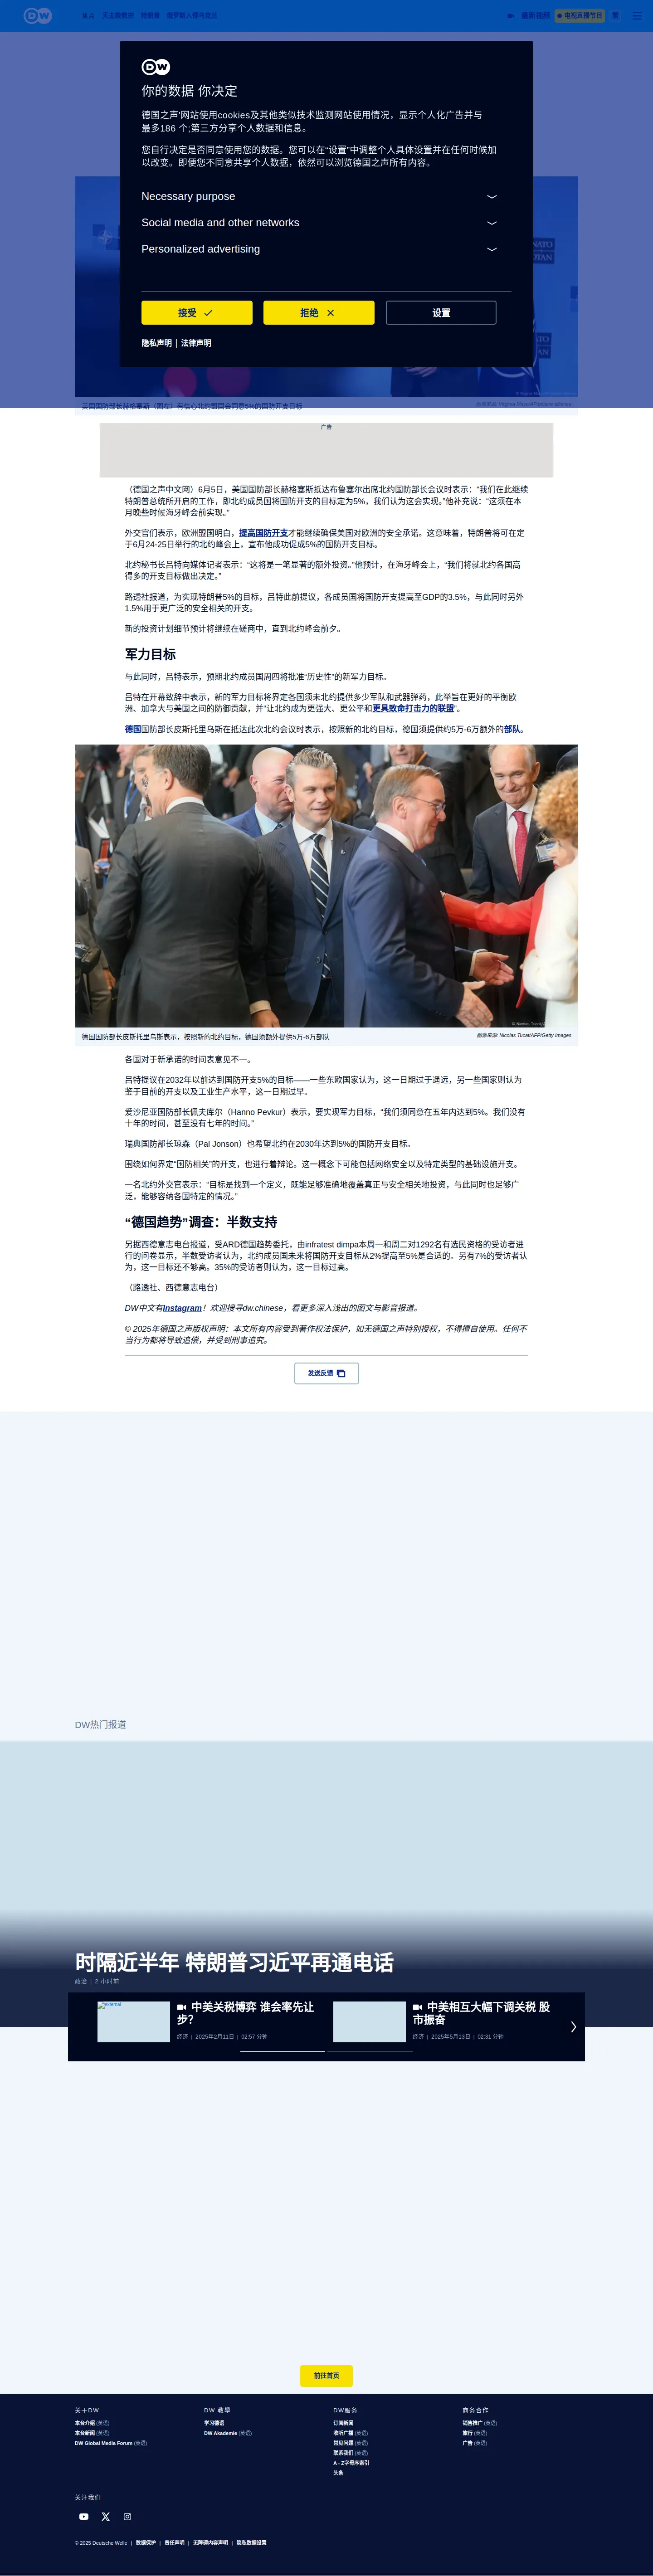 DW
天主教教宗 特朗普 俄罗斯入侵乌克兰
最新视频
电视直播节目
繁
DW
你的数据 你决定
德国之声'网站使用cookies及其他类似技术监测网站使用情况，显示个人化广告并与
最多186 个;第三方分享个人数据和信息。
您自行决定是否同意使用您的数据。您可以在“设置”中调整个人具体设置并在任何时候加
以改变。即便您不同意共享个人数据，依然可以浏览德国之声所有内容。
Necessary purpose
Social media and other networks
Personalized advertising
接受
拒绝
设置
隐私声明 | 法律声明
美国国防部长赫格塞斯（图左）有信心北约盟国会同意5%的国防开支目标
广告
（德国之声中文网）6月5日，美国国防部长赫格塞斯抵达布鲁塞尔出席北约国防部长会议时表示：“我们在此继续
特朗普总统所开启的工作，即北约成员国将国防开支的目标定为5%，我们认为这会实现。”他补充说：“这须在本
月晚些时候海牙峰会前实现。”
外交官们表示，欧洲盟国明白，提高国防开支才能继续确保美国对欧洲的安全承诺。这意味着，特朗普将可在定
于6月24-25日举行的北约峰会上，宣布他成功促成5%的国防开支目标。
北约秘书长吕特向媒体记者表示：“这将是一笔显著的额外投资。”他预计，在海牙峰会上，“我们将就北约各国高
得多的开支目标做出决定。”
路透社报道，为实现特朗普5%的目标，吕特此前提议，各成员国将国防开支提高至GDP的3.5%，与此同时另外
1.5%用于更广泛的安全相关的开支。
新的投资计划细节预计将继续在磋商中，直到北约峰会前夕。
军力目标
与此同时，吕特表示，预期北约成员国周四将批准“历史性”的新军力目标。
吕特在开幕致辞中表示，新的军力目标将界定各国须未北约提供多少军队和武器弹药，此举旨在更好的平衡欧
洲、加拿大与美国之间的防御贡献，并“让北约成为更强大、更公平和更具致命打击力的联盟”。
德国国防部长皮斯托里乌斯在抵达此次北约会议时表示，按照新的北约目标，德国须提供约5万-6万额外的部队。
德国国防部长皮斯托里乌斯表示，按照新的北约目标，德国须额外提供5万-6万部队
图像来源: Nicolas Tucat/AFP/Getty Images
各国对于新承诺的时间表意见不一。
吕特提议在2032年以前达到国防开支5%的目标——一些东欧国家认为，这一日期过于遥远，另一些国家则认为
鉴于目前的开支以及工业生产水平，这一日期过早。
爱沙尼亚国防部长佩夫库尔（Hanno Pevkur）表示，要实现军力目标，“我们须同意在五年内达到5%。我们没有
十年的时间，甚至没有七年的时间。”
瑞典国防部长琼森（Pal Jonson）也希望北约在2030年达到5%的国防开支目标。
围绕如何界定“国防相关”的开支，也进行着辩论。这一概念下可能包括网络安全以及特定类型的基础设施开支。
一名北约外交官表示：“目标是找到一个定义，既能足够准确地覆盖真正与安全相关地投资，与此同时也足够广
泛，能够容纳各国特定的情况。”
“德国趋势”调查：半数支持
另据西德意志电台报道，受ARD德国趋势委托，由infratest dimpa本周一和周二对1292名有选民资格的受访者进
行的问卷显示，半数受访者认为，北约成员国未来将国防开支目标从2%提高至5%是合适的。另有7%的受访者认
为，这一目标还不够高。35%的受访者则认为，这一目标过高。
（路透社、西德意志电台）
DW中文有Instagram！欢迎搜寻dw.chinese，看更多深入浅出的图文与影音报道。
© 2025年德国之声版权声明：本文所有内容受到著作权法保护，如无德国之声特别授权，不得擅自使用。任何不
当行为都将导致追偿，并受到刑事追究。
发送反馈
DW热门报道
时隔近半年 特朗普习近平再通电话
政治 | 2 小时前
external
中美关税博弈 谁会率先让
步？
经济 | 2025年2月11日 | 02:57 分钟
中美相互大幅下调关税 股
市振奋
经济 | 2025年5月13日 | 02:31 分钟
前往首页
关于DW
本台介绍 (英语)
本台新闻 (英语)
DW Global Media Forum (英语)
DW 教学
学习德语
DW Akademie (英语)
DW服务
订阅新闻
收听广播 (英语)
常见问题 (英语)
联系我们 (英语)
A - Z字母序索引
头条
商务合作
销售推广 (英语)
旅行 (英语)
广告 (英语)
关注我们
© 2025 Deutsche Welle | 数据保护 | 责任声明 | 无障碍内容声明 | 隐私数据设置